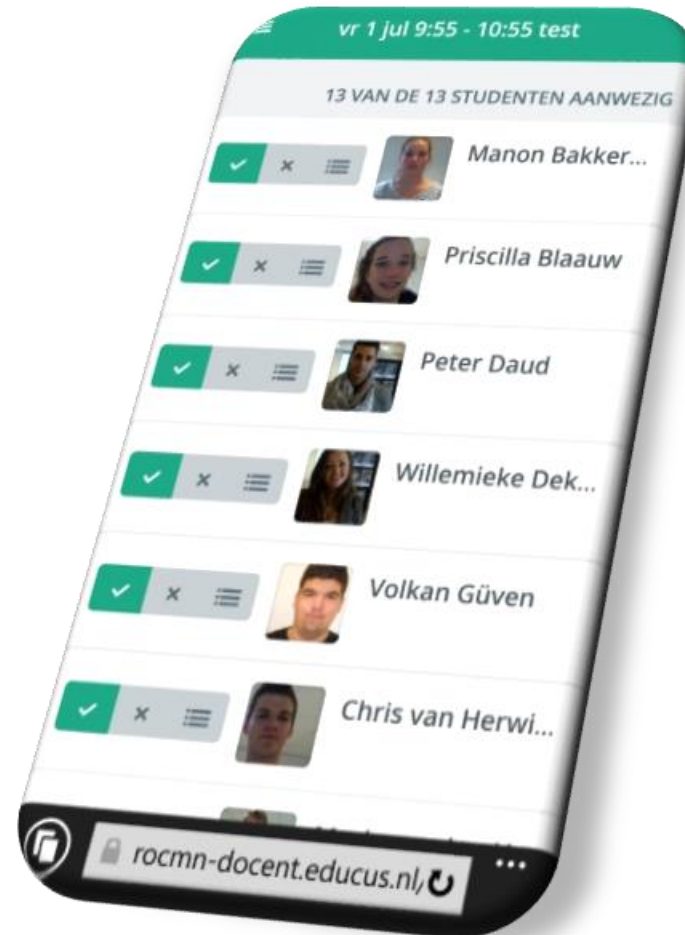 vr 1 jul 9:55 - 10:55 test
13 VAN DE 13 STUDENTEN AANWEZIG
Manon Bakker...
Priscilla Blaauw
Peter Daud
Willemieke Dek...
Volkan Güven
Chris van Herwi...
rocmn-docent.educus.nl/